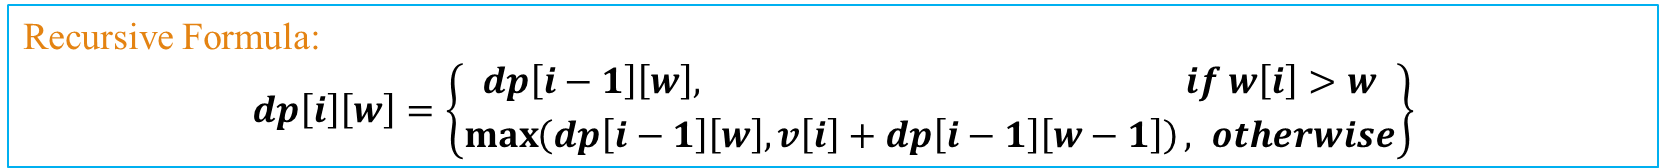 Recursive Formula:
dp[i][w] = { dp[i − 1][w], if w[i] > w
max(dp[i − 1][w], v[i] + dp[i − 1][w − 1]), otherwise }